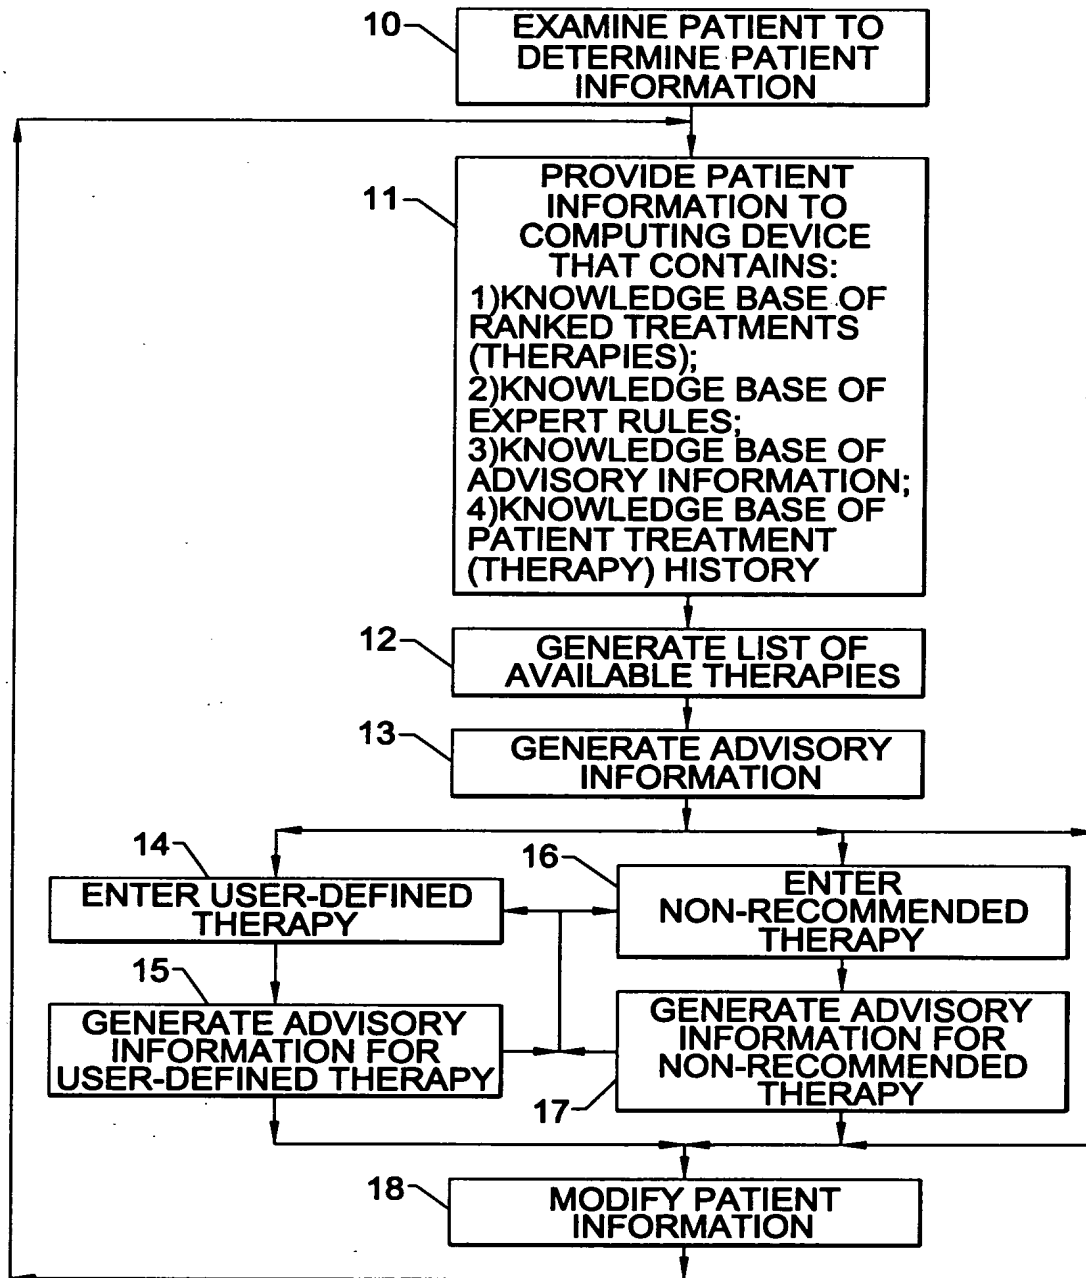 10
EXAMINE PATIENT TO
DETERMINE PATIENT
INFORMATION
11
PROVIDE PATIENT
INFORMATION TO
COMPUTING DEVICE
THAT CONTAINS:
1)KNOWLEDGE BASE OF
RANKED TREATMENTS
(THERAPIES);
2)KNOWLEDGE BASE OF
EXPERT RULES;
3)KNOWLEDGE BASE OF
ADVISORY INFORMATION;
4)KNOWLEDGE BASE OF
PATIENT TREATMENT
(THERAPY) HISTORY
12
GENERATE LIST OF
AVAILABLE THERAPIES
13
GENERATE ADVISORY
INFORMATION
14
ENTER USER-DEFINED
THERAPY
16
ENTER
NON-RECOMMENDED
THERAPY
15
GENERATE ADVISORY
INFORMATION FOR
USER-DEFINED THERAPY
GENERATE ADVISORY
INFORMATION FOR
NON-RECOMMENDED
THERAPY
17
18
MODIFY PATIENT
INFORMATION